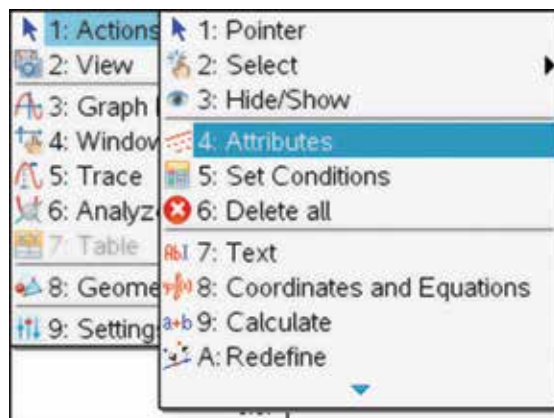 1: Actions
2: View
3: Graph
4: Window
5: Trace
6: Analyz
7: Table
8: Geome
9: Setting
1: Pointer
2: Select
3: Hide/Show
4: Attributes
5: Set Conditions
6: Delete all
7: Text
8: Coordinates and Equations
9: Calculate
A: Redefine